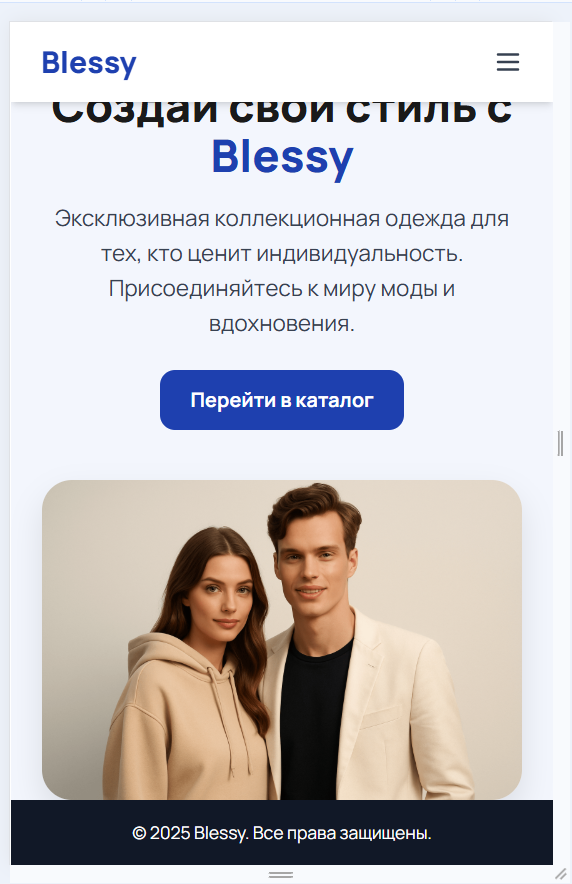 Blessy
Создай свой стиль с
Blessy
Эксклюзивная коллекционная одежда для
тех, кто ценит индивидуальность.
Присоединяйтесь к миру моды и
вдохновения.
Перейти в каталог
© 2025 Blessy. Все права защищены.